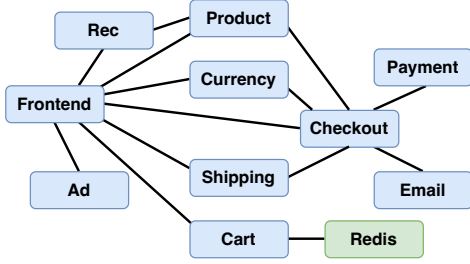 Product
Rec
Currency
Payment
Frontend
Checkout
Shipping
Ad
Email
Cart
Redis